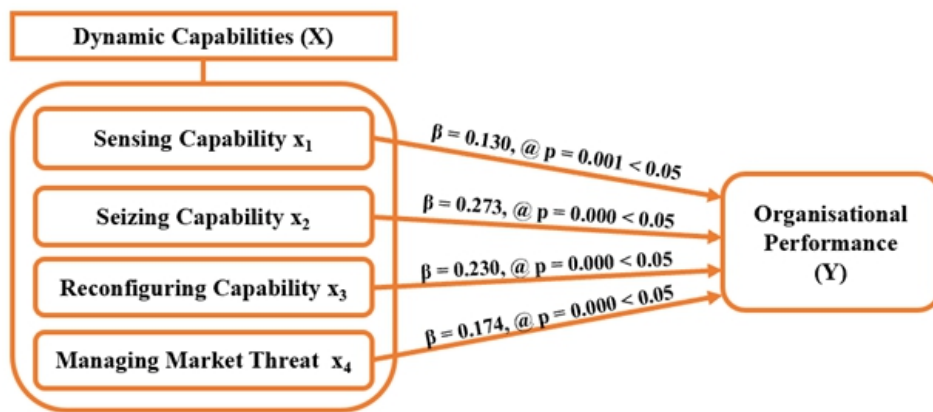 Dynamic Capabilities (X)
Sensing Capability x₁
β = 0.130, @ p = 0.001 < 0.05
Seizing Capability x₂
β = 0.273, @ p = 0.000 < 0.05
Reconfiguring Capability x₃
β = 0.230, @ p = 0.000 < 0.05
Managing Market Threat x₄
β = 0.174, @ p = 0.000 < 0.05
Organisational
Performance
(Y)